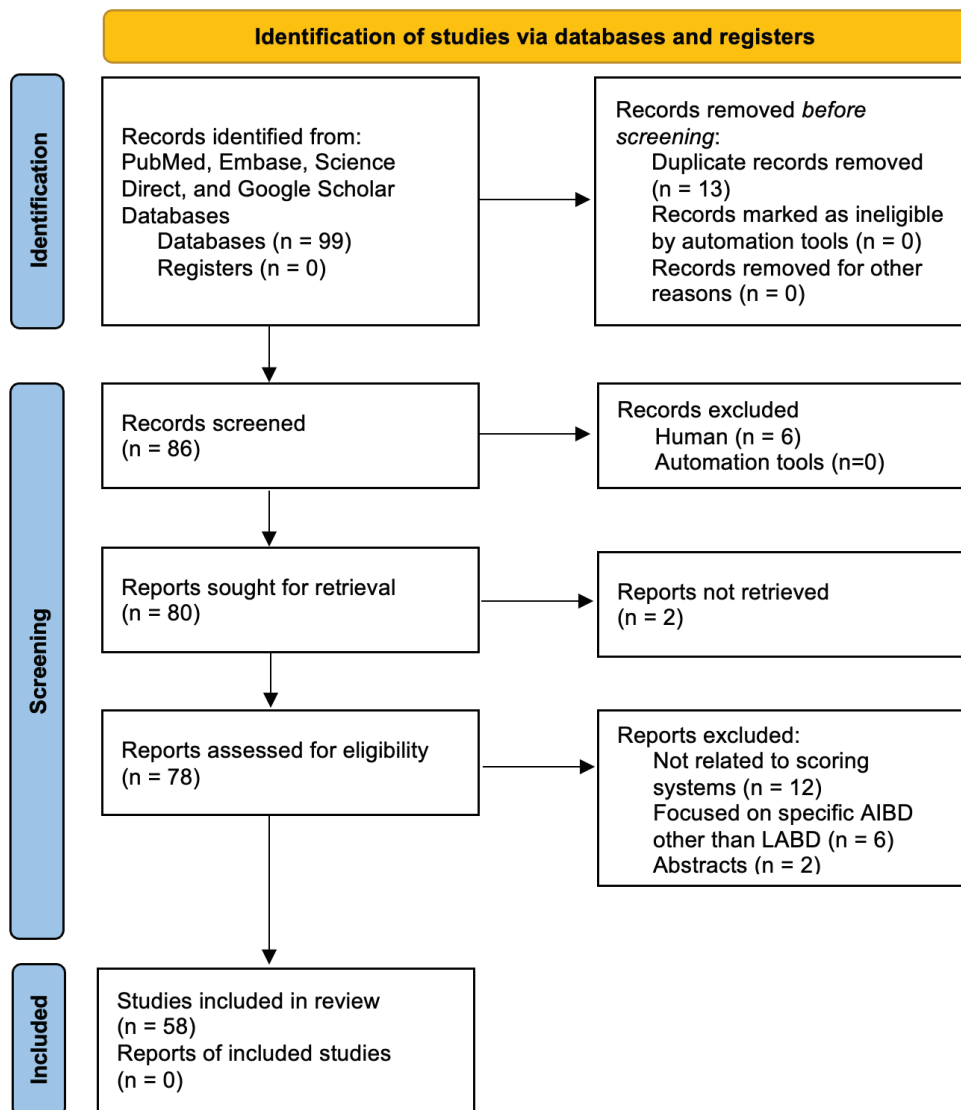 Identification of studies via databases and registers
Identification
Records identified from:
PubMed, Embase, Science
Direct, and Google Scholar
Databases
Databases (n = 99)
Registers (n = 0)
Records removed before
screening:
Duplicate records removed
(n = 13)
Records marked as ineligible
by automation tools (n = 0)
Records removed for other
reasons (n = 0)
Screening
Records screened
(n = 86)
Records excluded
Human (n = 6)
Automation tools (n=0)
Reports sought for retrieval
(n = 80)
Reports not retrieved
(n = 2)
Reports assessed for eligibility
(n = 78)
Reports excluded:
Not related to scoring
systems (n = 12)
Focused on specific AIBD
other than LABD (n = 6)
Abstracts (n = 2)
Included
Studies included in review
(n = 58)
Reports of included studies
(n = 0)